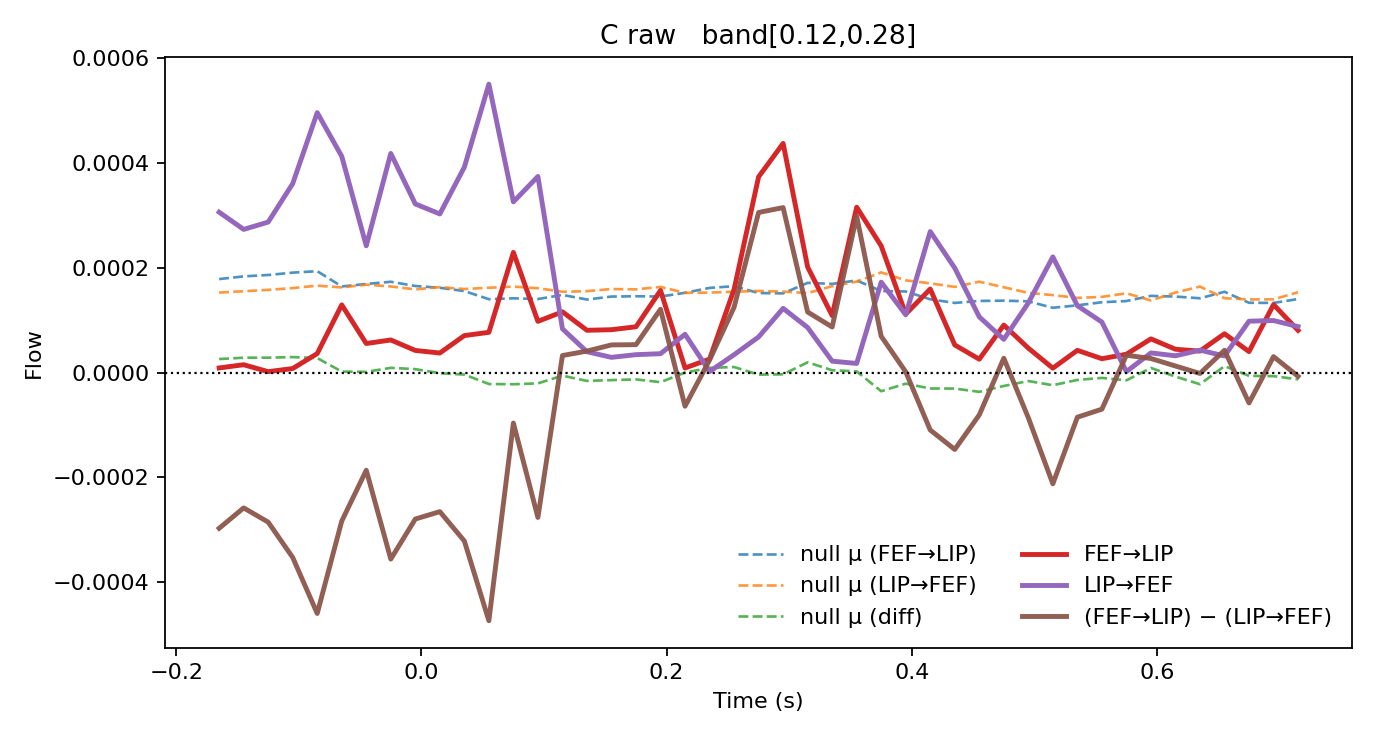 C raw   band[0.12,0.28]
0.0006
0.0004
0.0002
0.0000
−0.0002
−0.0004
Flow
−0.2
0.0
0.2
0.4
0.6
Time (s)
null μ (FEF→LIP)
null μ (LIP→FEF)
null μ (diff)
FEF→LIP
LIP→FEF
(FEF→LIP) − (LIP→FEF)